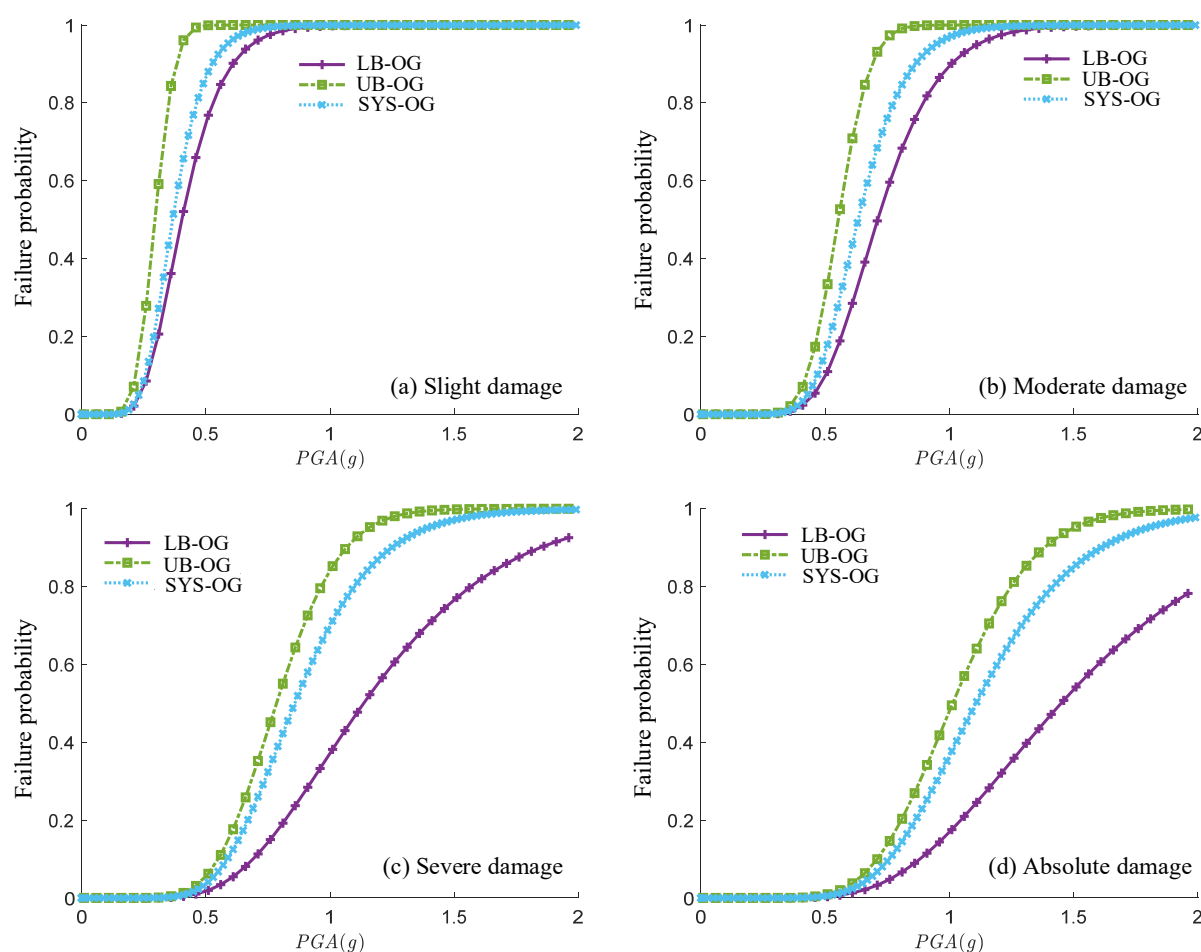 1
0.8
0.6
0.4
0.2
0
Failure probability
LB-OG
UB-OG
SYS-OG
(a) Slight damage
0
0.5
1
1.5
2
PGA(g)
1
0.8
0.6
0.4
0.2
0
Failure probability
LB-OG
UB-OG
SYS-OG
(b) Moderate damage
0
0.5
1
1.5
2
PGA(g)
1
0.8
0.6
0.4
0.2
0
Failure probability
LB-OG
UB-OG
SYS-OG
(c) Severe damage
0
0.5
1
1.5
2
PGA(g)
1
0.8
0.6
0.4
0.2
0
Failure probability
LB-OG
UB-OG
SYS-OG
(d) Absolute damage
0
0.5
1
1.5
2
PGA(g)